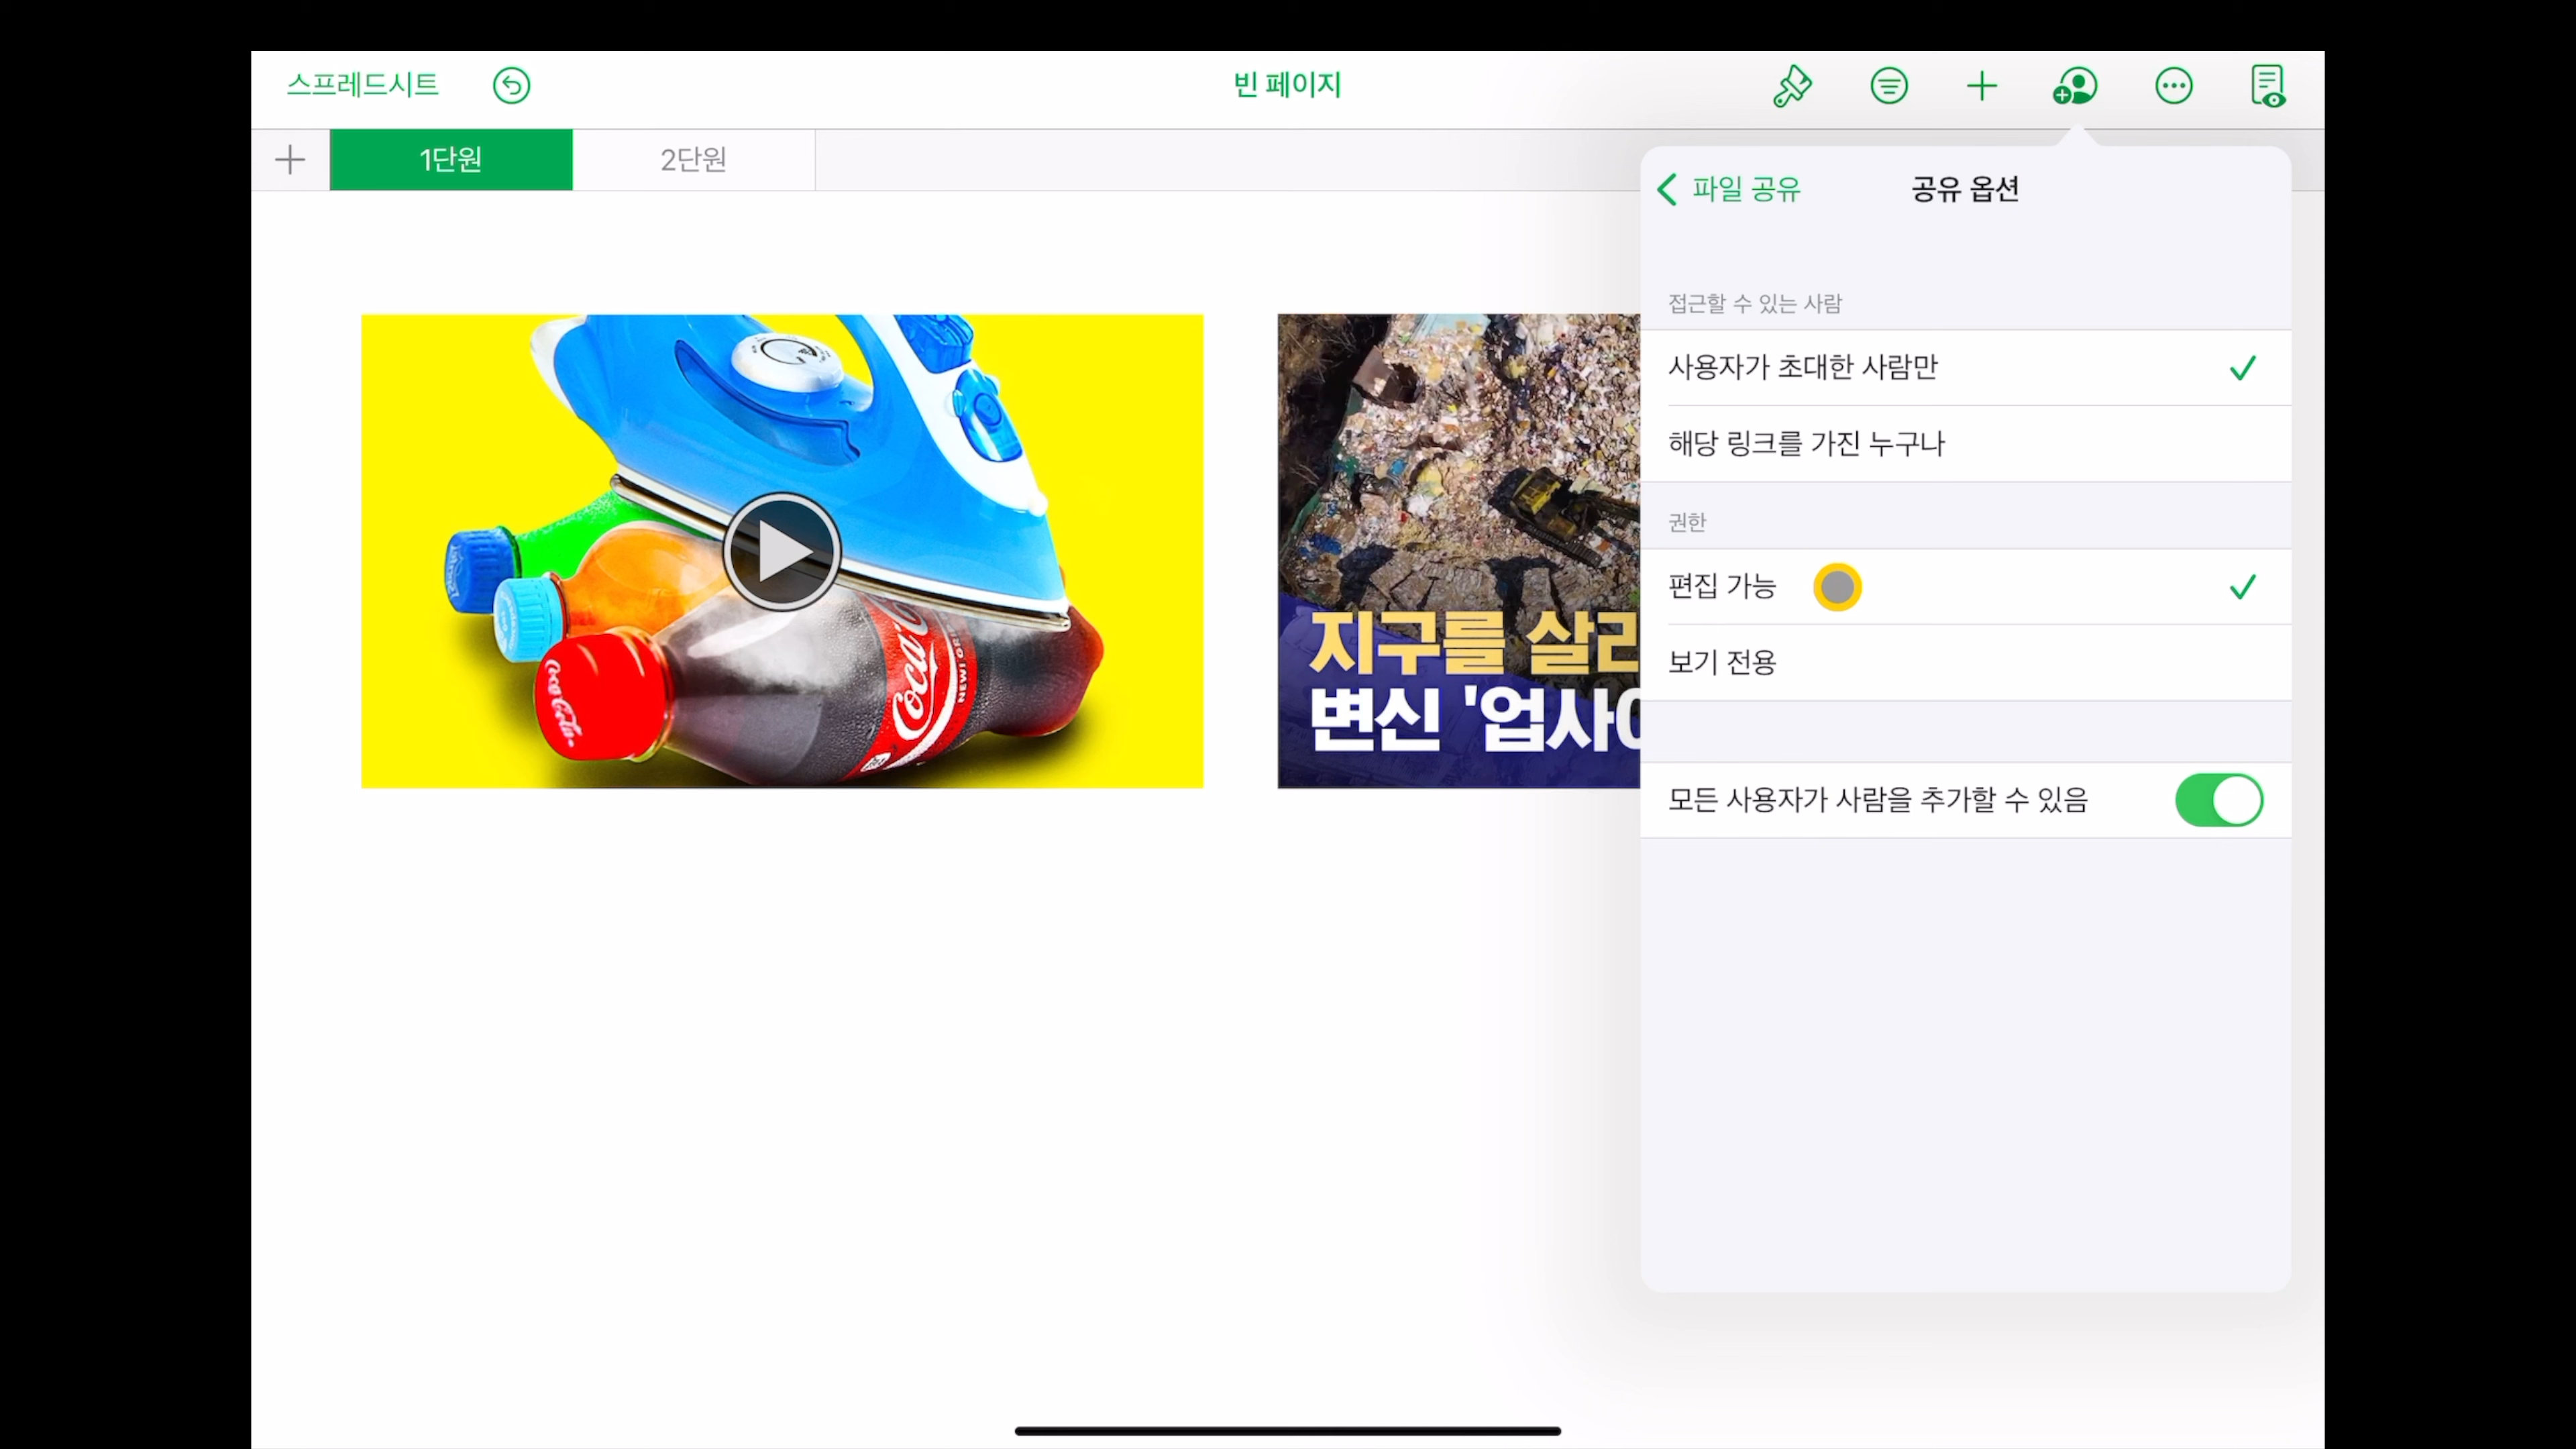 스프레드시트
빈 페이지
1단원
2단원
파일 공유
공유 옵션
접근할 수 있는 사람
사용자가 초대한 사람만
해당 링크를 가진 누구나
권한
편집 가능
보기 전용
모든 사용자가 사람을 추가할 수 있음
Coca-Cola
Coca-C
NEW!
지구를 살리
변신 '업사이